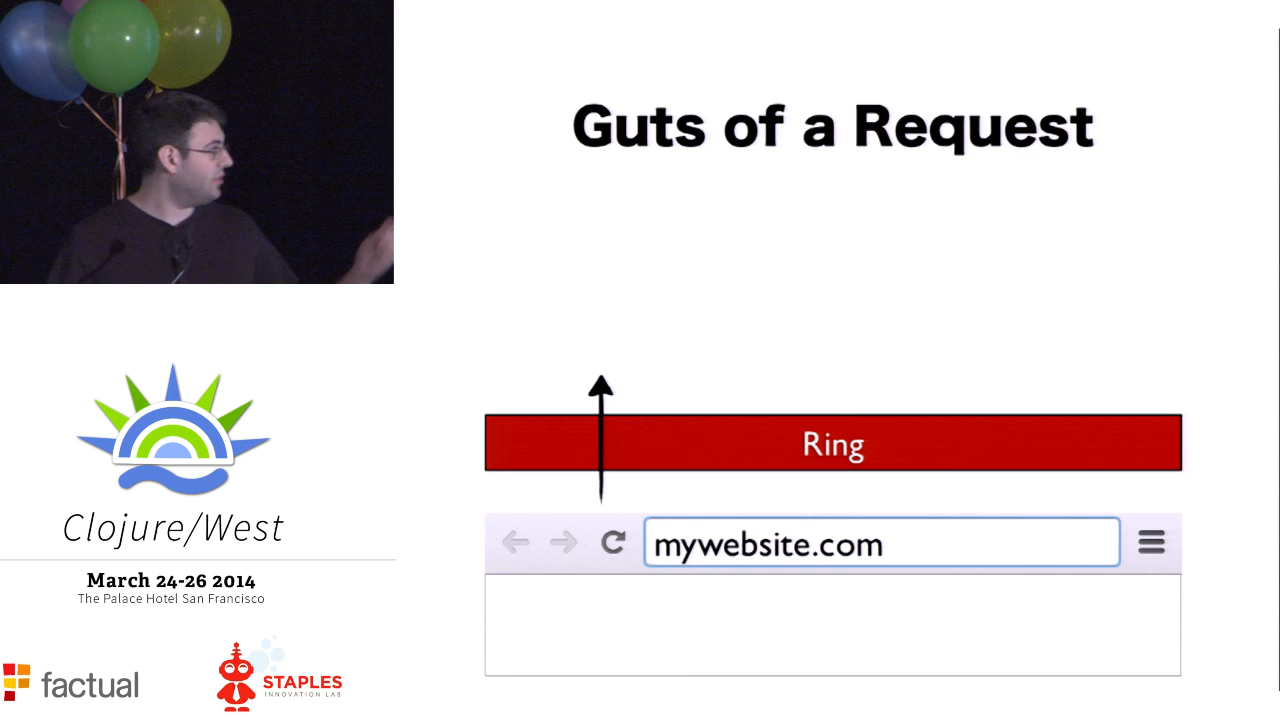 Guts of a Request
Ring
mywebsite.com
Clojure/West
March 24-26 2014
The Palace Hotel San Francisco
factual
STAPLES
INNOVATION LAB